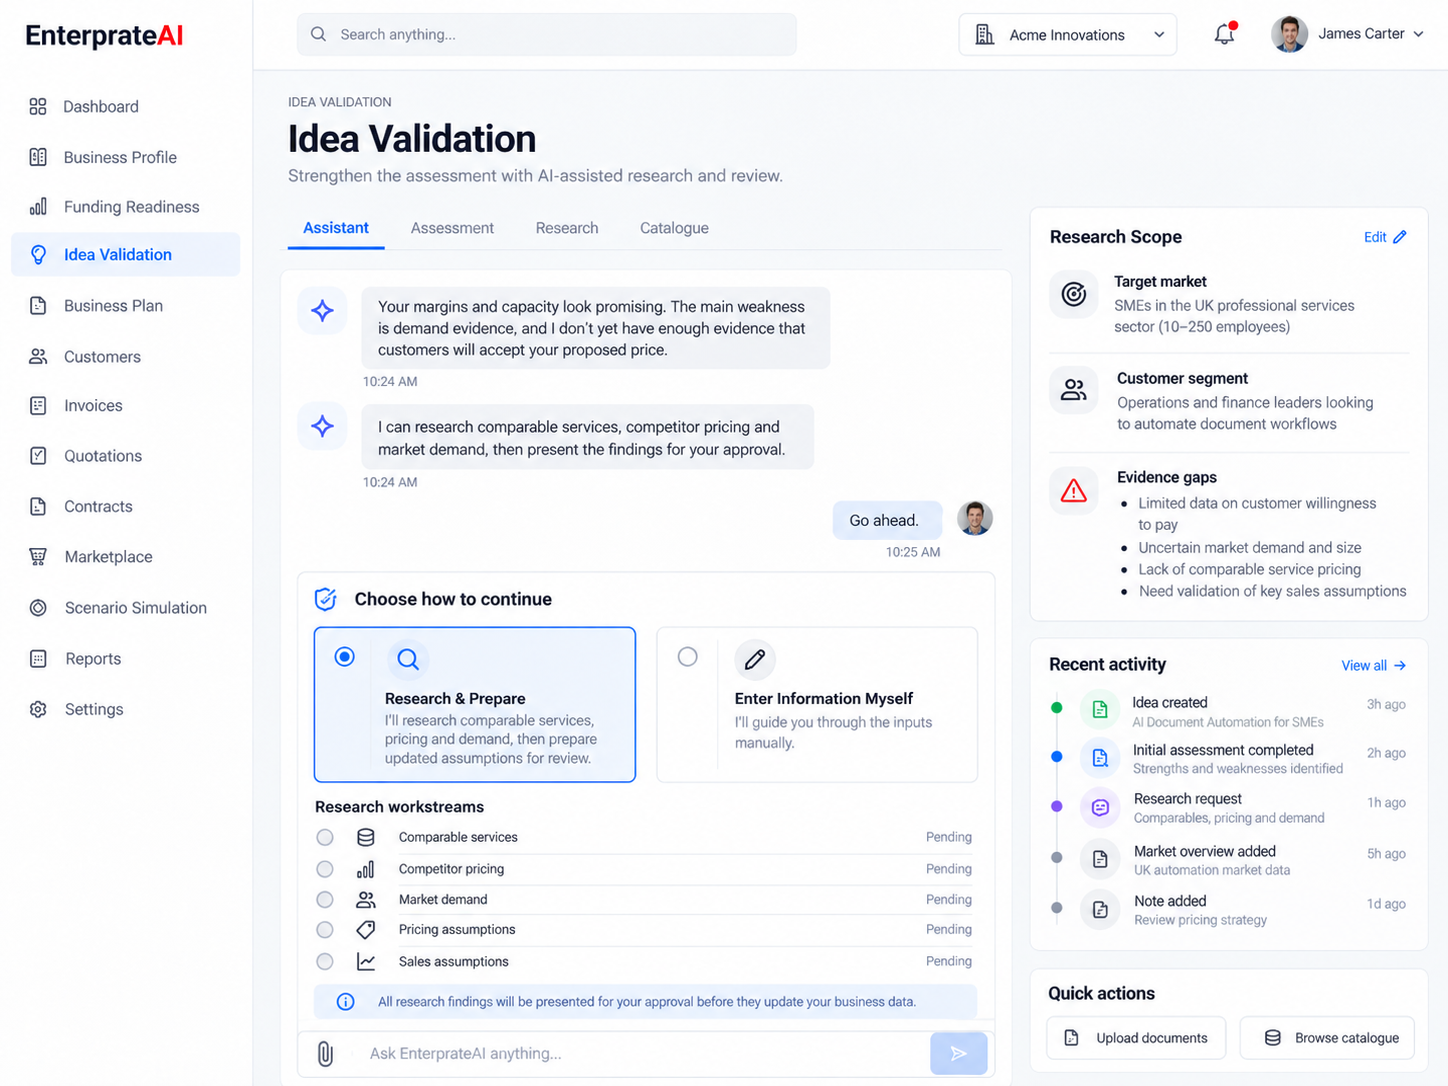 EnterprateAI
Search anything...
Acme Innovations
James Carter
Dashboard
Business Profile
Funding Readiness
Idea Validation
Business Plan
Customers
Invoices
Quotations
Contracts
Marketplace
Scenario Simulation
Reports
Settings
IDEA VALIDATION
Idea Validation
Strengthen the assessment with AI-assisted research and review.
Assistant
Assessment
Research
Catalogue
Your margins and capacity look promising. The main weakness
is demand evidence, and I don't yet have enough evidence that
customers will accept your proposed price.
10:24 AM
I can research comparable services, competitor pricing and
market demand, then present the findings for your approval.
10:24 AM
Go ahead.
10:25 AM
Choose how to continue
Research & Prepare
I'll research comparable services,
pricing and demand, then prepare
updated assumptions for review.
Enter Information Myself
I'll guide you through the inputs
manually.
Research workstreams
Comparable services Pending
Competitor pricing Pending
Market demand Pending
Pricing assumptions Pending
Sales assumptions Pending
All research findings will be presented for your approval before they update your business data.
Ask EnterprateAI anything...
Research Scope
Edit
Target market
SMEs in the UK professional services
sector (10–250 employees)
Customer segment
Operations and finance leaders looking
to automate document workflows
Evidence gaps
• Limited data on customer willingness
to pay
• Uncertain market demand and size
• Lack of comparable service pricing
• Need validation of key sales assumptions
Recent activity
View all →
Idea created 3h ago
AI Document Automation for SMEs
Initial assessment completed 2h ago
Strengths and weaknesses identified
Research request 1h ago
Comparables, pricing and demand
Market overview added 5h ago
UK automation market data
Note added 1d ago
Review pricing strategy
Quick actions
Upload documents
Browse catalogue